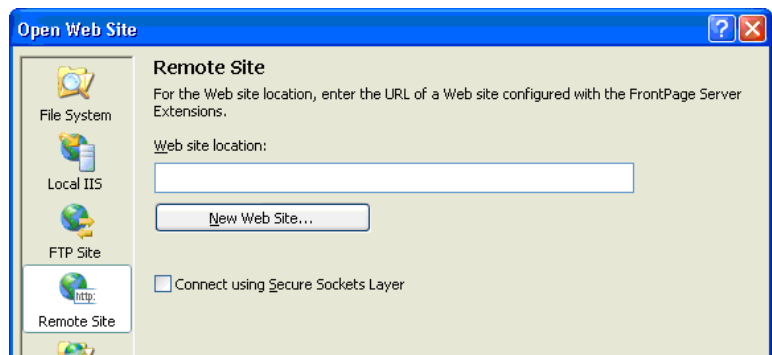 Open Web Site
File System
Local IIS
FTP Site
http:
Remote Site
Remote Site
For the Web site location, enter the URL of a Web site configured with the FrontPage Server
Extensions.
Web site location:
New Web Site...
Connect using Secure Sockets Layer